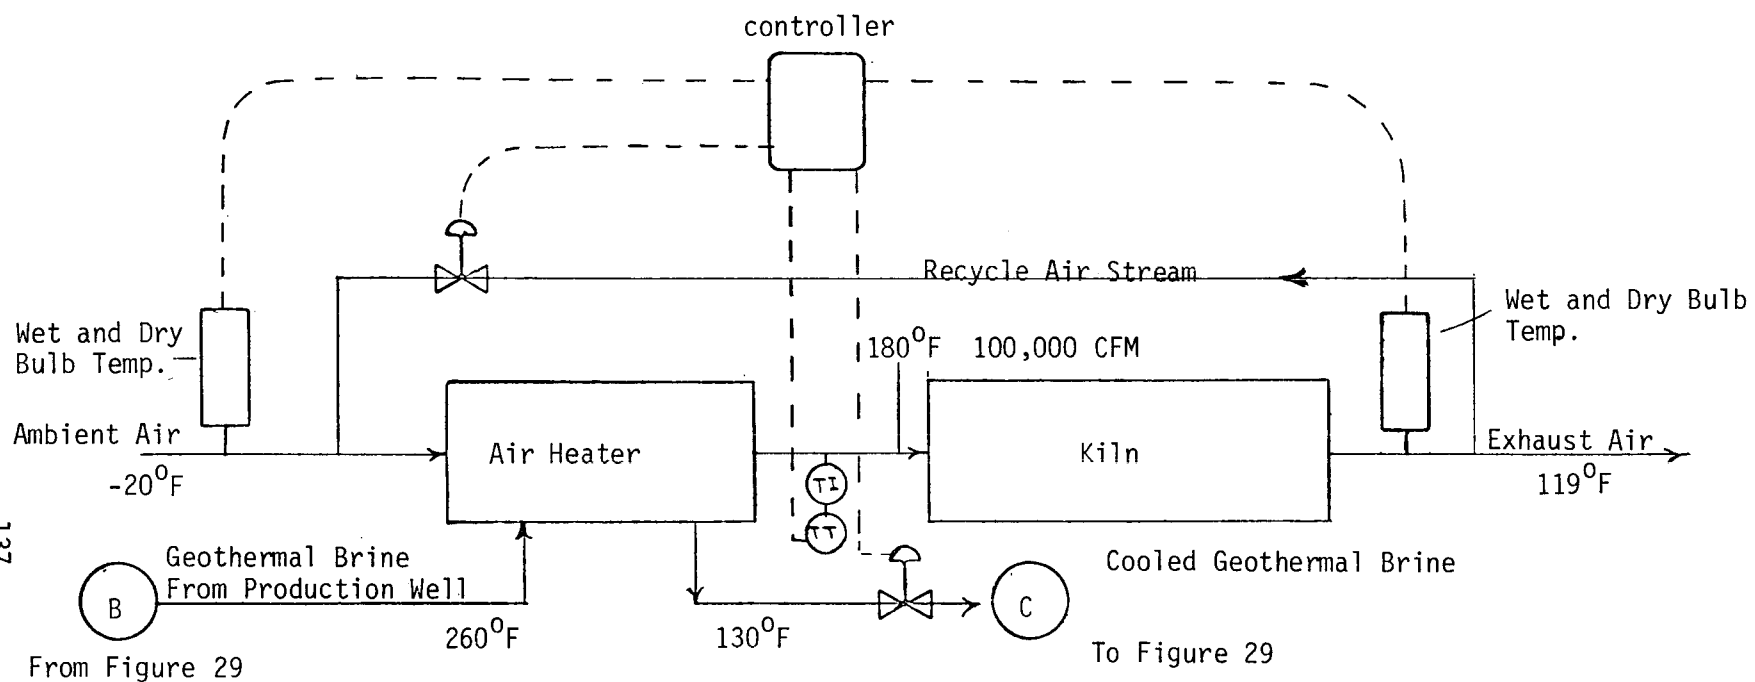 controller
Recycle Air Stream
Wet and Dry Bulb
Temp.
Wet and Dry
Bulb Temp.
180°F 100,000 CFM
Ambient Air
-20°F
Air Heater
Kiln
Exhaust Air
119°F
TI
TT
137
Geothermal Brine
From Production Well
B
260°F
130°F
Cooled Geothermal Brine
C
From Figure 29
To Figure 29